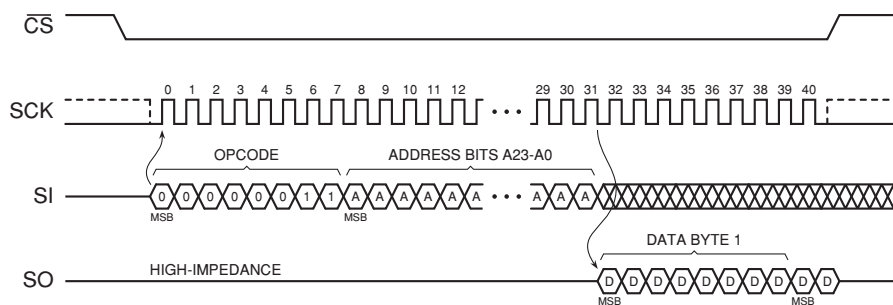 CS
SCK
0 1 2 3 4 5 6 7 8 9 10 11 12 29 30 31 32 33 34 35 36 37 38 39 40
OPCODE ADDRESS BITS A23-A0
SI
0 0 0 0 0 0 1 1 A A A A A A A A
MSB MSB
DATA BYTE 1
SO
HIGH-IMPEDANCE
D D D D D D D D D D
MSB MSB